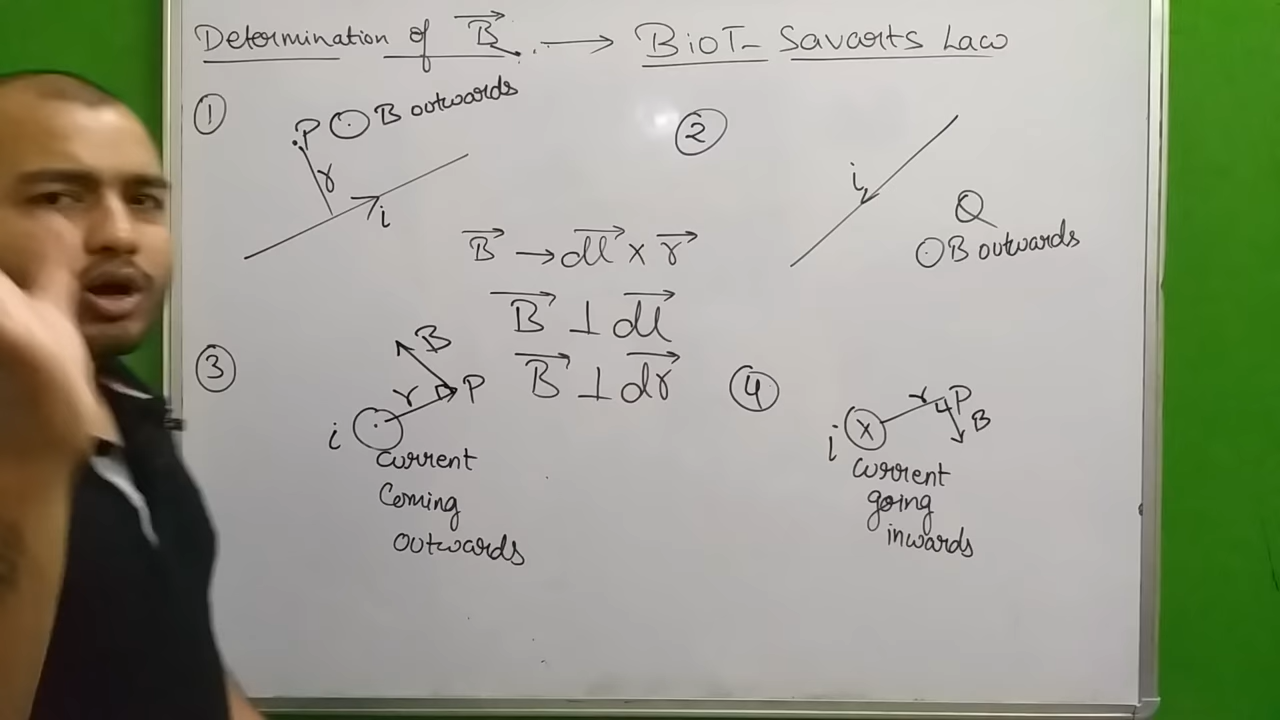 Determination of B → BioT- Savarts Law
①
.P ⊙ B outwards
r
i
②
i
Q
⊙ B outwards
B → dl × r
B ⊥ dl
B ⊥ dr
③
B
r
P
i
current
Coming
outwards
④
r
P
B
i
X
current
going
inwards